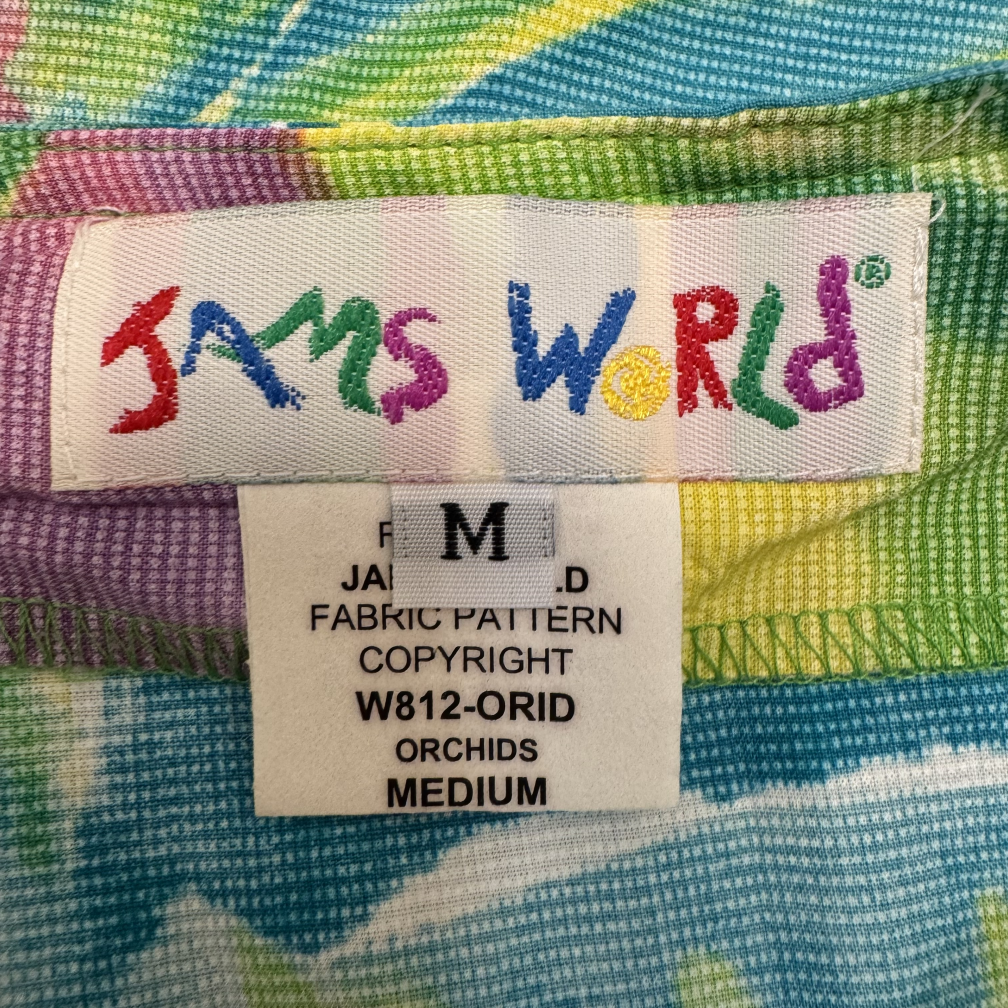 JAMS WORLD®
M
FABRIC PATTERN
COPYRIGHT
W812-ORID
ORCHIDS
MEDIUM